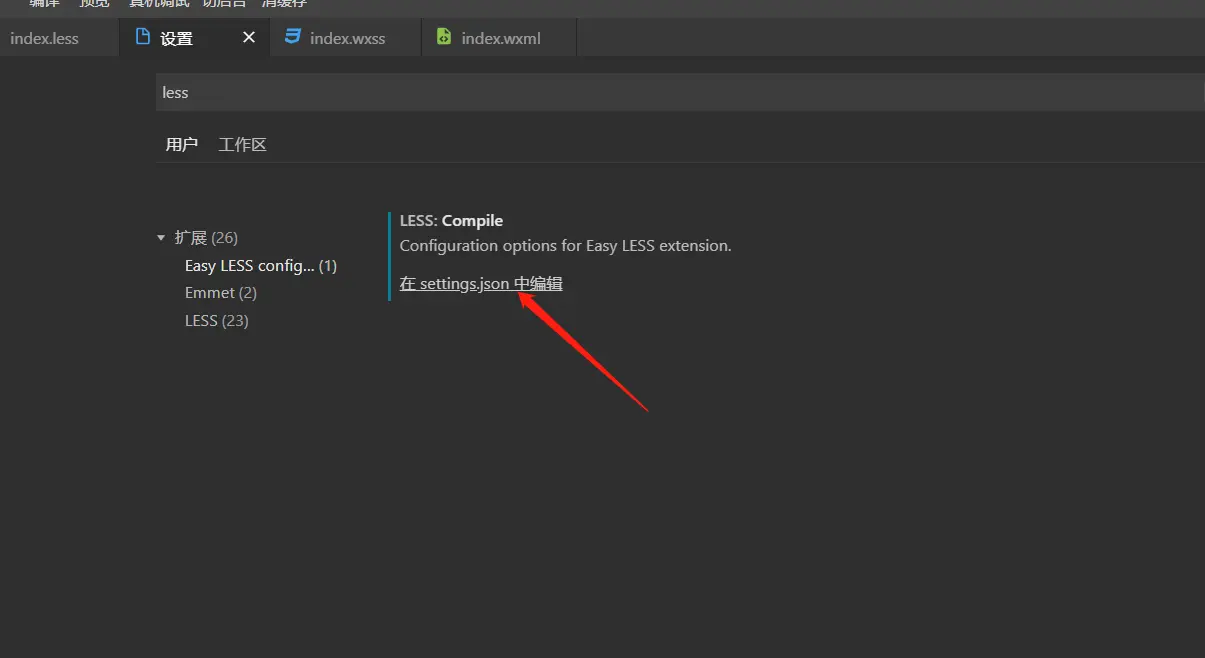 编译 预览 真机调试 切后台 清缓存
index.less 设置 index.wxss index.wxml
less
用户 工作区
LESS: Compile
扩展 (26)
Configuration options for Easy LESS extension.
Easy LESS config... (1)
在 settings.json 中编辑
Emmet (2)
LESS (23)